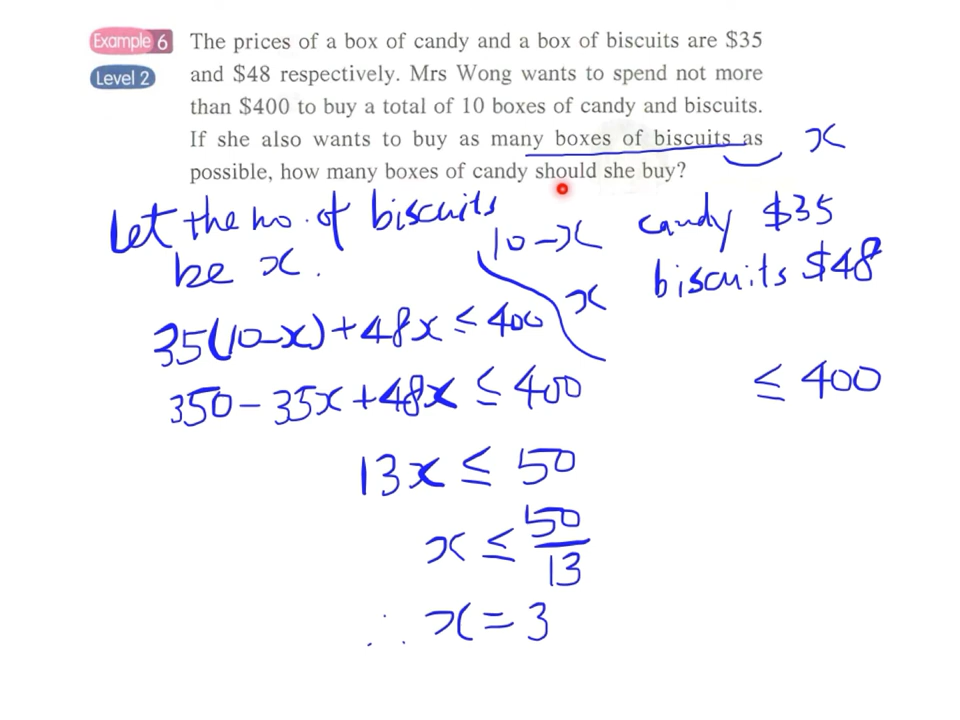 Example 6 The prices of a box of candy and a box of biscuits are $35
Level 2 and $48 respectively. Mrs Wong wants to spend not more
than $400 to buy a total of 10 boxes of candy and biscuits.
If she also wants to buy as many boxes of biscuits as
possible, how many boxes of candy should she buy?
x
Let the no. of biscuits
be x.
10-x candy $35
x biscuits $48
≤ 400
35(10-x)+48x ≤ 400
350-35x+48x ≤ 400
13x ≤ 50
x ≤ 50/13
∴ x = 3